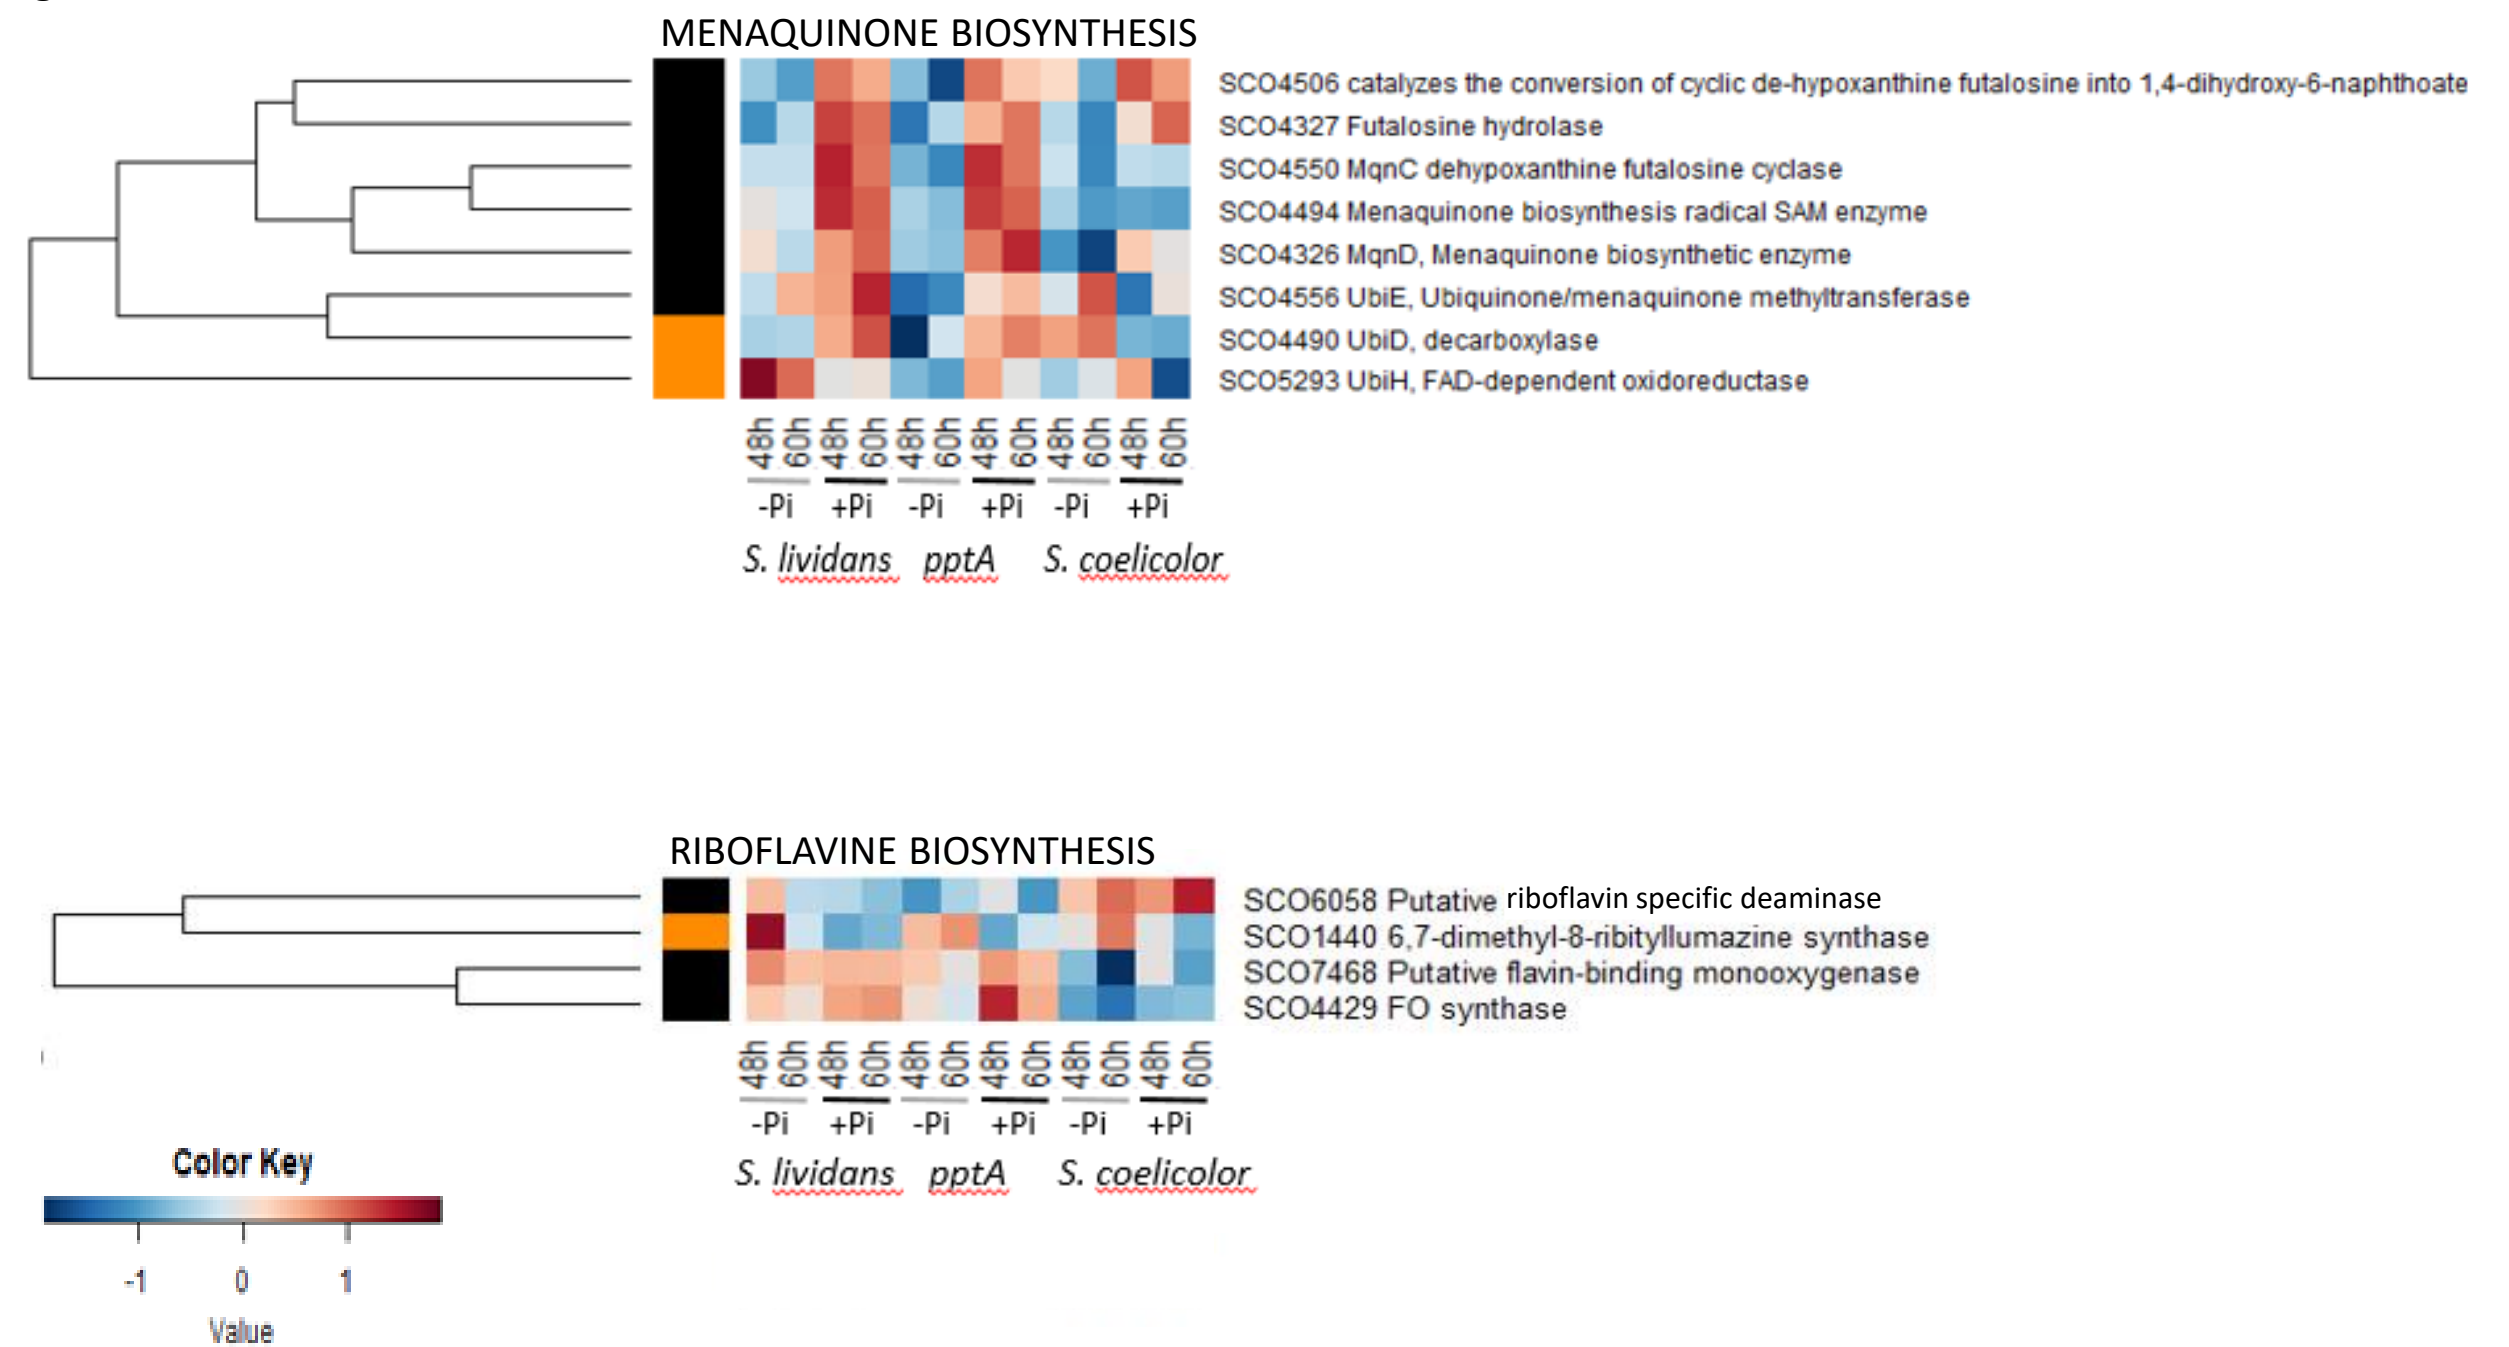 MENAQUINONE BIOSYNTHESIS
SCO4506 catalyzes the conversion of cyclic de-hypoxanthine futalosine into 1,4-dihydroxy-6-naphthoate
SCO4327 Futalosine hydrolase
SCO4550 MqnC dehypoxanthine futalosine cyclase
SCO4494 Menaquinone biosynthesis radical SAM enzyme
SCO4326 MqnD, Menaquinone biosynthetic enzyme
SCO4556 UbiE, Ubiquinone/menaquinone methyltransferase
SCO4490 UbiD, decarboxylase
SCO5293 UbiH, FAD-dependent oxidoreductase
48h 60h 48h 60h 48h 60h 48h 60h 48h 60h 48h 60h
-Pi +Pi -Pi +Pi -Pi +Pi
S. lividans pptA S. coelicolor
RIBOFLAVINE BIOSYNTHESIS
SCO6058 Putative riboflavin specific deaminase
SCO1440 6,7-dimethyl-8-ribityllumazine synthase
SCO7468 Putative flavin-binding monooxygenase
SCO4429 FO synthase
48h 60h 48h 60h 48h 60h 48h 60h 48h 60h 48h 60h
-Pi +Pi -Pi +Pi -Pi +Pi
S. lividans pptA S. coelicolor
Color Key
-1 0 1
Value